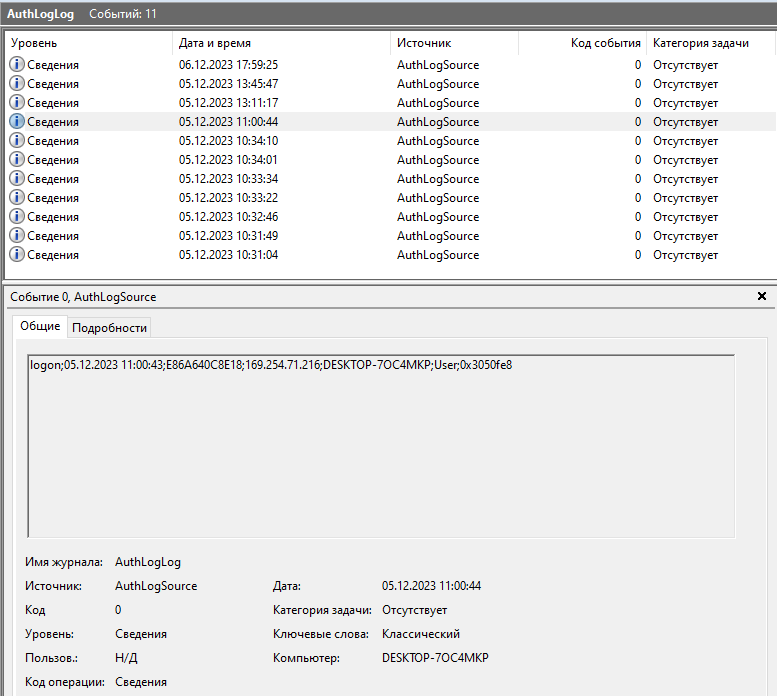 AuthLogLog Событий: 11
Уровень Дата и время Источник Код события Категория задачи
Сведения 06.12.2023 17:59:25 AuthLogSource 0 Отсутствует
Сведения 05.12.2023 13:45:47 AuthLogSource 0 Отсутствует
Сведения 05.12.2023 13:11:17 AuthLogSource 0 Отсутствует
Сведения 05.12.2023 11:00:44 AuthLogSource 0 Отсутствует
Сведения 05.12.2023 10:34:10 AuthLogSource 0 Отсутствует
Сведения 05.12.2023 10:34:01 AuthLogSource 0 Отсутствует
Сведения 05.12.2023 10:33:34 AuthLogSource 0 Отсутствует
Сведения 05.12.2023 10:33:22 AuthLogSource 0 Отсутствует
Сведения 05.12.2023 10:32:46 AuthLogSource 0 Отсутствует
Сведения 05.12.2023 10:31:49 AuthLogSource 0 Отсутствует
Сведения 05.12.2023 10:31:04 AuthLogSource 0 Отсутствует
Событие 0, AuthLogSource
Общие Подробности
logon;05.12.2023 11:00:43;E86A640C8E18;169.254.71.216;DESKTOP-7OC4MKP;User;0x3050fe8
Имя журнала: AuthLogLog
Источник: AuthLogSource Дата: 05.12.2023 11:00:44
Код 0 Категория задачи: Отсутствует
Уровень: Сведения Ключевые слова: Классический
Пользов.: Н/Д Компьютер: DESKTOP-7OC4MKP
Код операции: Сведения